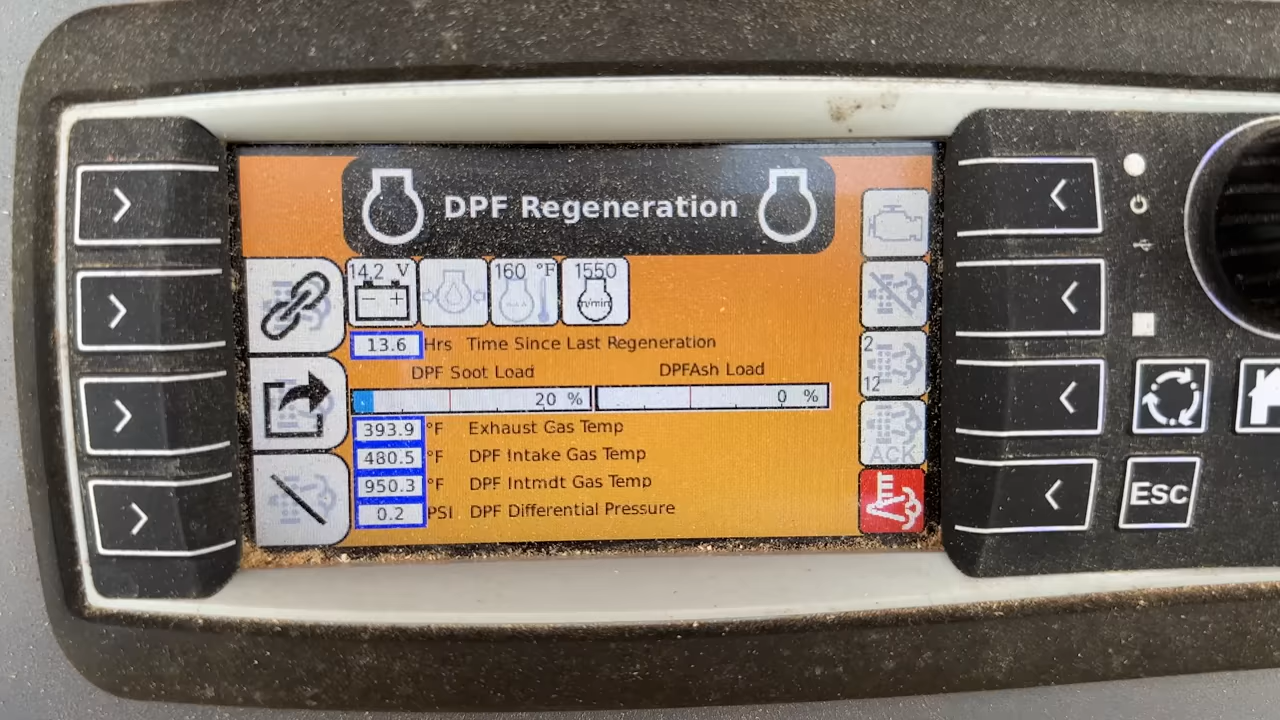 DPF Regeneration
14.2 V
160 °F
1550
n/min
13.6 Hrs Time Since Last Regeneration
DPF Soot Load
DPFAsh Load
20 %
0 %
393.9 °F Exhaust Gas Temp
480.5 °F DPF Intake Gas Temp
950.3 °F DPF Intmdt Gas Temp
0.2 PSI DPF Differential Pressure
2
12
ACK
ESC